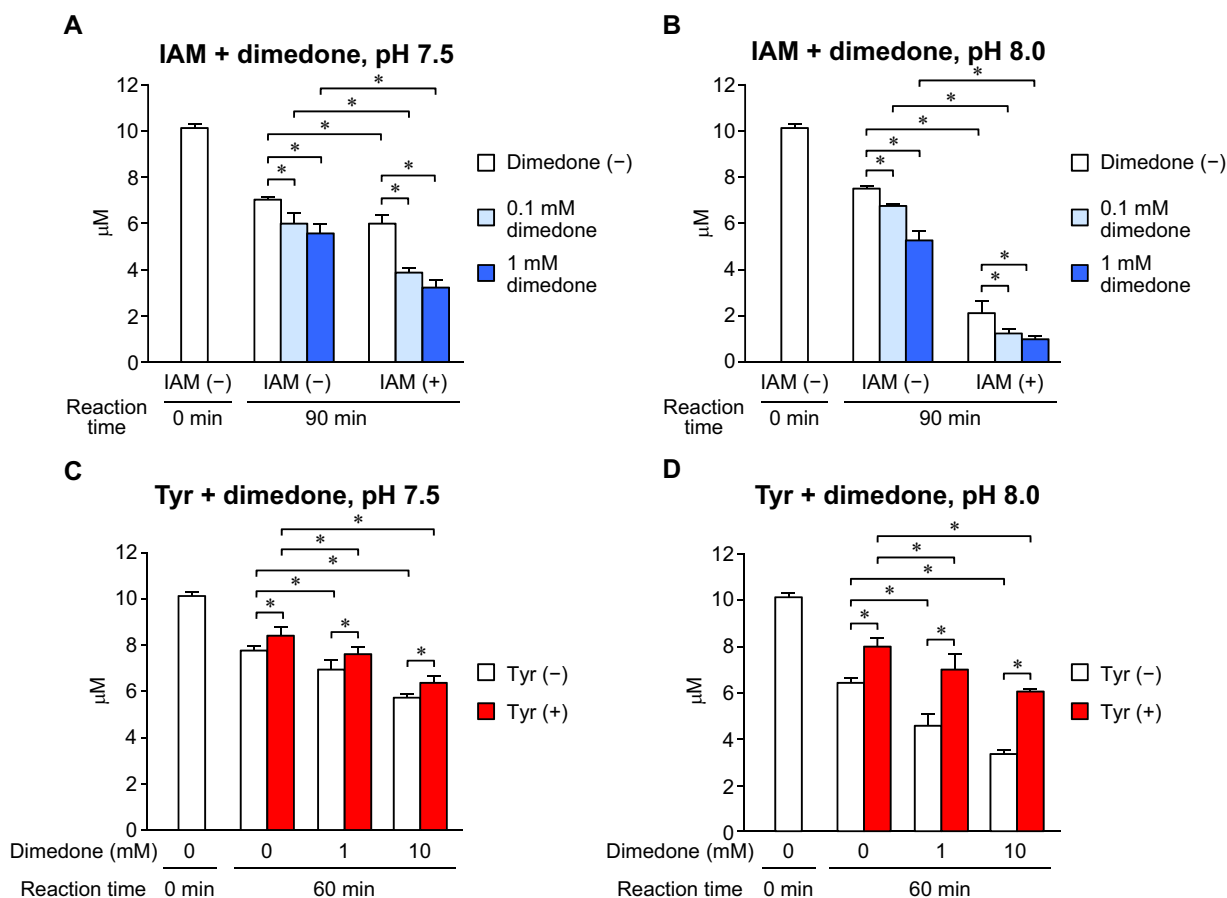 A
IAM + dimedone, pH 7.5
12
10
8
6
4
2
0
μM
* * * * * * *
Dimedone (−)
0.1 mM
dimedone
1 mM
dimedone
IAM (−) IAM (−) IAM (+)
Reaction
time
0 min 90 min
B
IAM + dimedone, pH 8.0
12
10
8
6
4
2
0
μM
* * * * * * *
Dimedone (−)
0.1 mM
dimedone
1 mM
dimedone
IAM (−) IAM (−) IAM (+)
Reaction
time
0 min 90 min
C
Tyr + dimedone, pH 7.5
12
10
8
6
4
2
0
μM
* * * * * * *
Tyr (−)
Tyr (+)
Dimedone (mM) 0 0 1 10
Reaction time 0 min 60 min
D
Tyr + dimedone, pH 8.0
12
10
8
6
4
2
0
μM
* * * * * * *
Tyr (−)
Tyr (+)
Dimedone (mM) 0 0 1 10
Reaction time 0 min 60 min